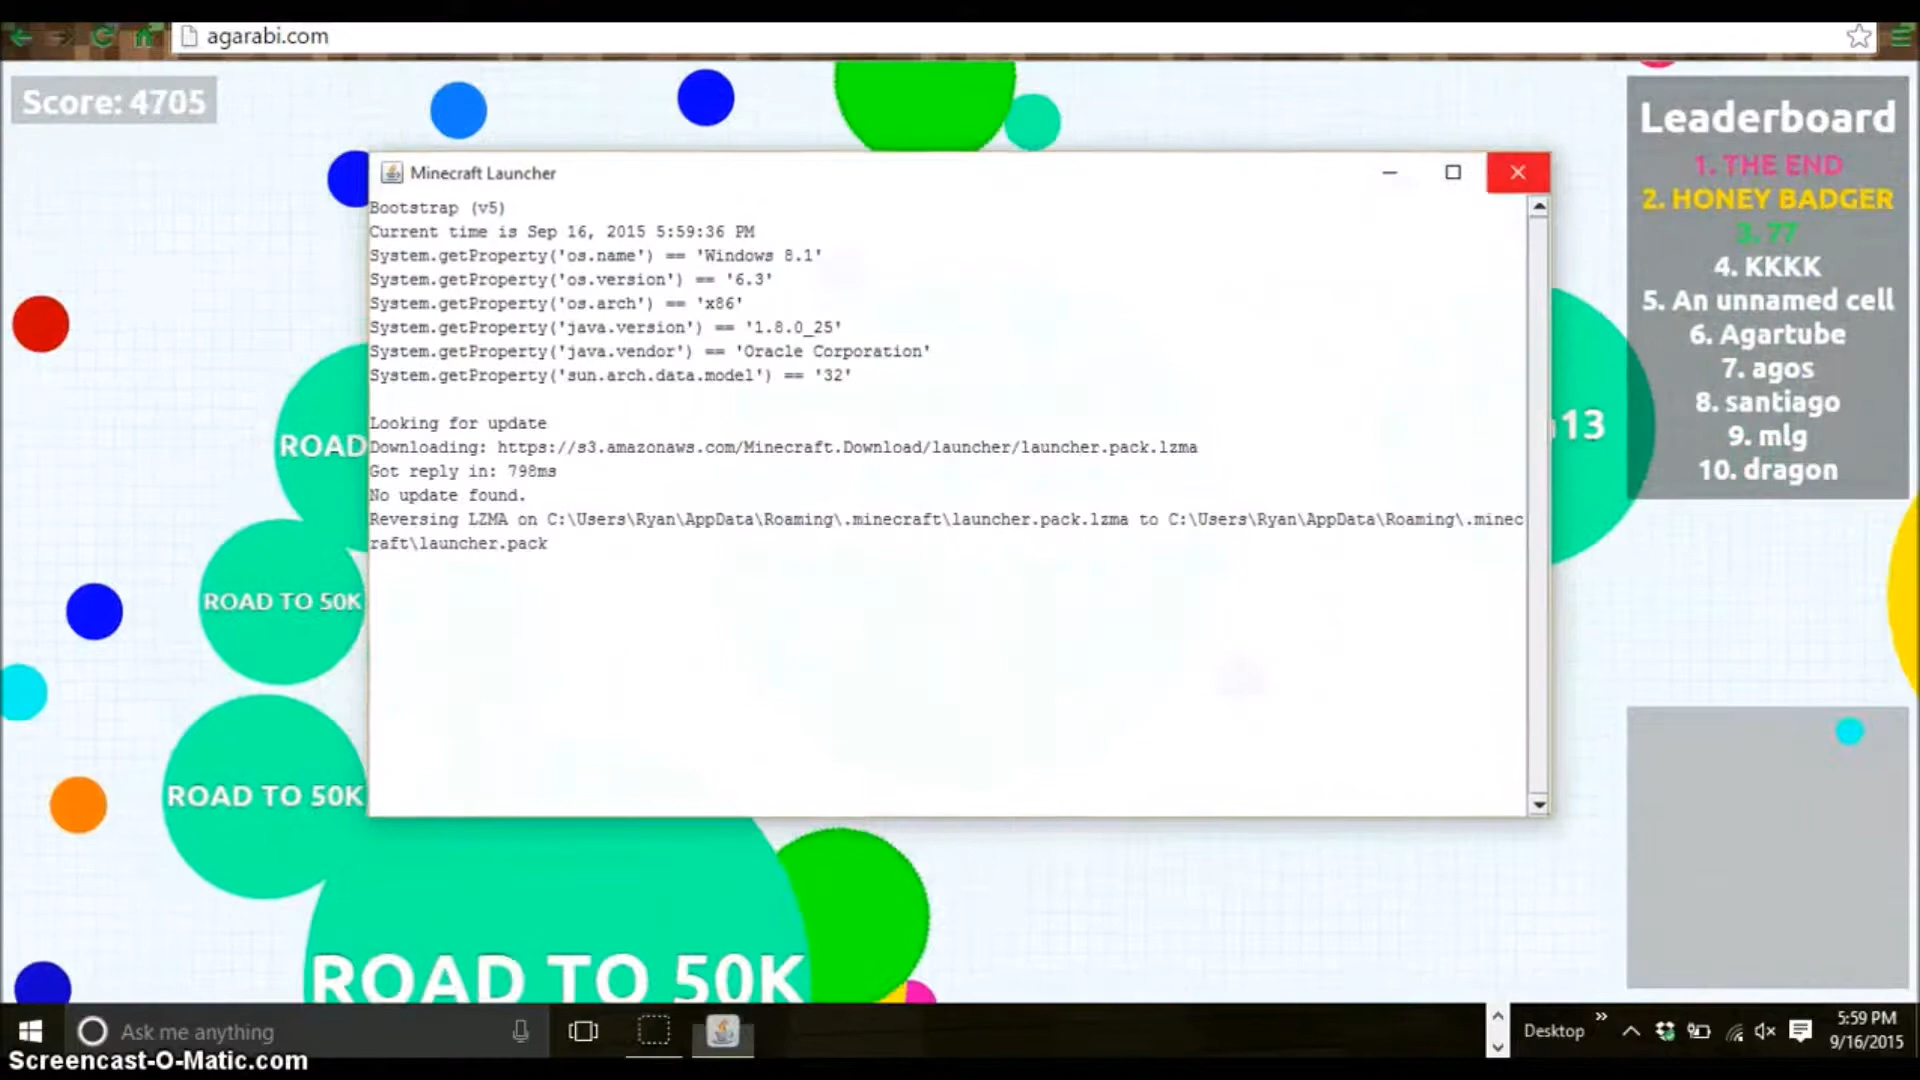 agarabi.com
Score: 4705
Leaderboard
1. THE END
2. HONEY BADGER
3. 77
4. KKKK
5. An unnamed cell
6. Agartube
7. agos
8. santiago
9. mlg
10. dragon
Minecraft Launcher
Bootstrap (v5)
Current time is Sep 16, 2015 5:59:36 PM
System.getProperty('os.name') == 'Windows 8.1'
System.getProperty('os.version') == '6.3'
System.getProperty('os.arch') == 'x86'
System.getProperty('java.version') == '1.8.0_25'
System.getProperty('java.vendor') == 'Oracle Corporation'
System.getProperty('sun.arch.data.model') == '32'
Looking for update
Downloading: https://s3.amazonaws.com/Minecraft.Download/launcher/launcher.pack.lzma
Got reply in: 798ms
No update found.
Reversing LZMA on C:\Users\Ryan\AppData\Roaming\.minecraft\launcher.pack.lzma to C:\Users\Ryan\AppData\Roaming\.minec
raft\launcher.pack
ROAD
13
ROAD TO 50K
ROAD TO 50K
ROAD TO 50K
Ask me anything
Desktop
5:59 PM
9/16/2015
Screencast-O-Matic.com